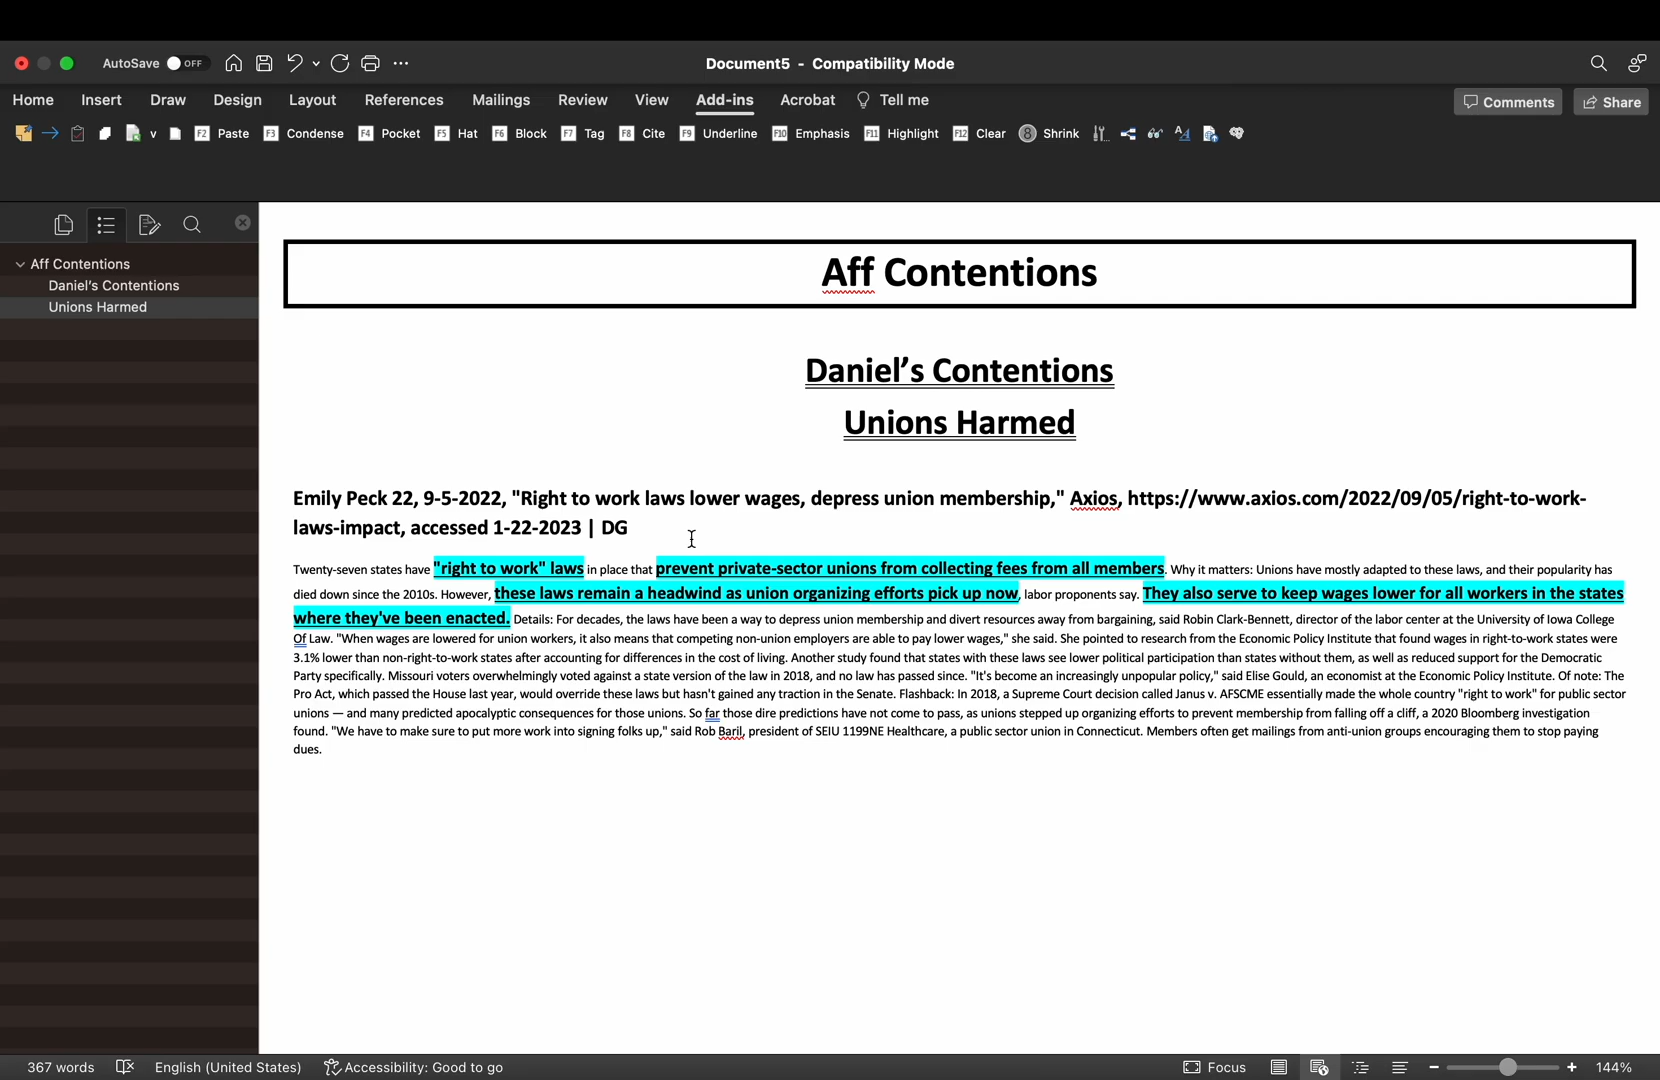 AutoSave OFF
Document5 - Compatibility Mode
Home Insert Draw Design Layout References Mailings Review View Add-ins Acrobat Tell me
Comments Share
v F2 Paste F3 Condense F4 Pocket F5 Hat F6 Block F7 Tag F8 Cite F9 Underline F10 Emphasis F11 Highlight F12 Clear 8 Shrink
Aff Contentions
Daniel's Contentions
Unions Harmed
Aff Contentions
Daniel's Contentions
Unions Harmed
Emily Peck 22, 9-5-2022, "Right to work laws lower wages, depress union membership," Axios, https://www.axios.com/2022/09/05/right-to-work-
laws-impact, accessed 1-22-2023 | DG
Twenty-seven states have "right to work" laws in place that prevent private-sector unions from collecting fees from all members. Why it matters: Unions have mostly adapted to these laws, and their popularity has
died down since the 2010s. However, these laws remain a headwind as union organizing efforts pick up now, labor proponents say. They also serve to keep wages lower for all workers in the states
where they've been enacted. Details: For decades, the laws have been a way to depress union membership and divert resources away from bargaining, said Robin Clark-Bennett, director of the labor center at the University of Iowa College
Of Law. "When wages are lowered for union workers, it also means that competing non-union employers are able to pay lower wages," she said. She pointed to research from the Economic Policy Institute that found wages in right-to-work states were
3.1% lower than non-right-to-work states after accounting for differences in the cost of living. Another study found that states with these laws see lower political participation than states without them, as well as reduced support for the Democratic
Party specifically. Missouri voters overwhelmingly voted against a state version of the law in 2018, and no law has passed since. "It's become an increasingly unpopular policy," said Elise Gould, an economist at the Economic Policy Institute. Of note: The
Pro Act, which passed the House last year, would override these laws but hasn't gained any traction in the Senate. Flashback: In 2018, a Supreme Court decision called Janus v. AFSCME essentially made the whole country "right to work" for public sector
unions — and many predicted apocalyptic consequences for those unions. So far those dire predictions have not come to pass, as unions stepped up organizing efforts to prevent membership from falling off a cliff, a 2020 Bloomberg investigation
found. "We have to make sure to put more work into signing folks up," said Rob Baril, president of SEIU 1199NE Healthcare, a public sector union in Connecticut. Members often get mailings from anti-union groups encouraging them to stop paying
dues.
367 words English (United States) Accessibility: Good to go Focus 144%